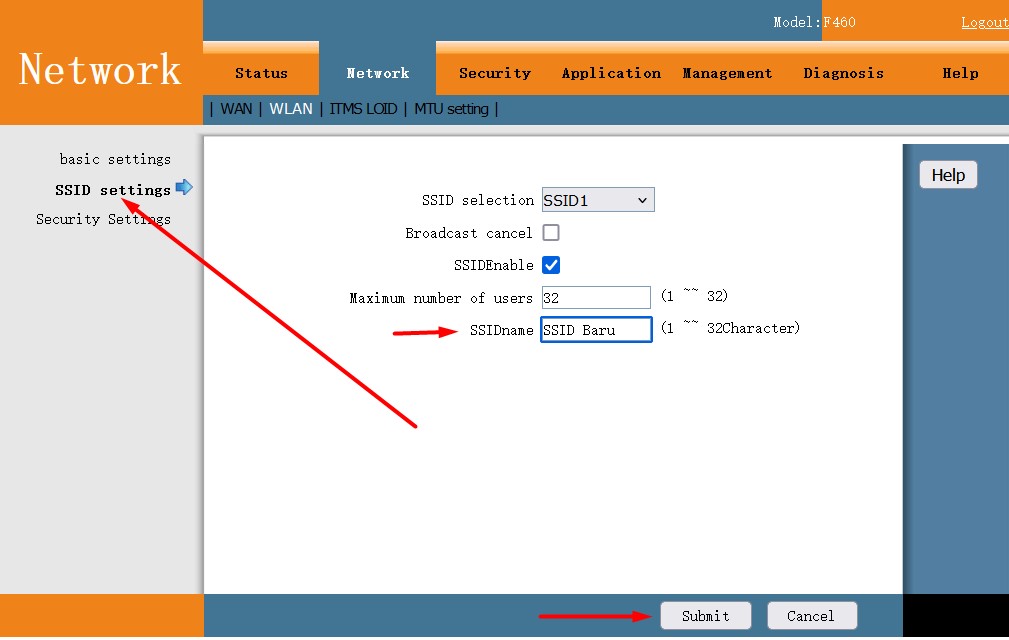 Model:F460 Logout
Network
Status Network Security Application Management Diagnosis Help
| WAN | WLAN | ITMS LOID | MTU setting |
basic settings
SSID settings
Security Settings
Help
SSID selection SSID1
Broadcast cancel
SSIDEnable
Maximum number of users 32 (1 ~~ 32)
SSIDname SSID Baru (1 ~~ 32Character)
Submit Cancel